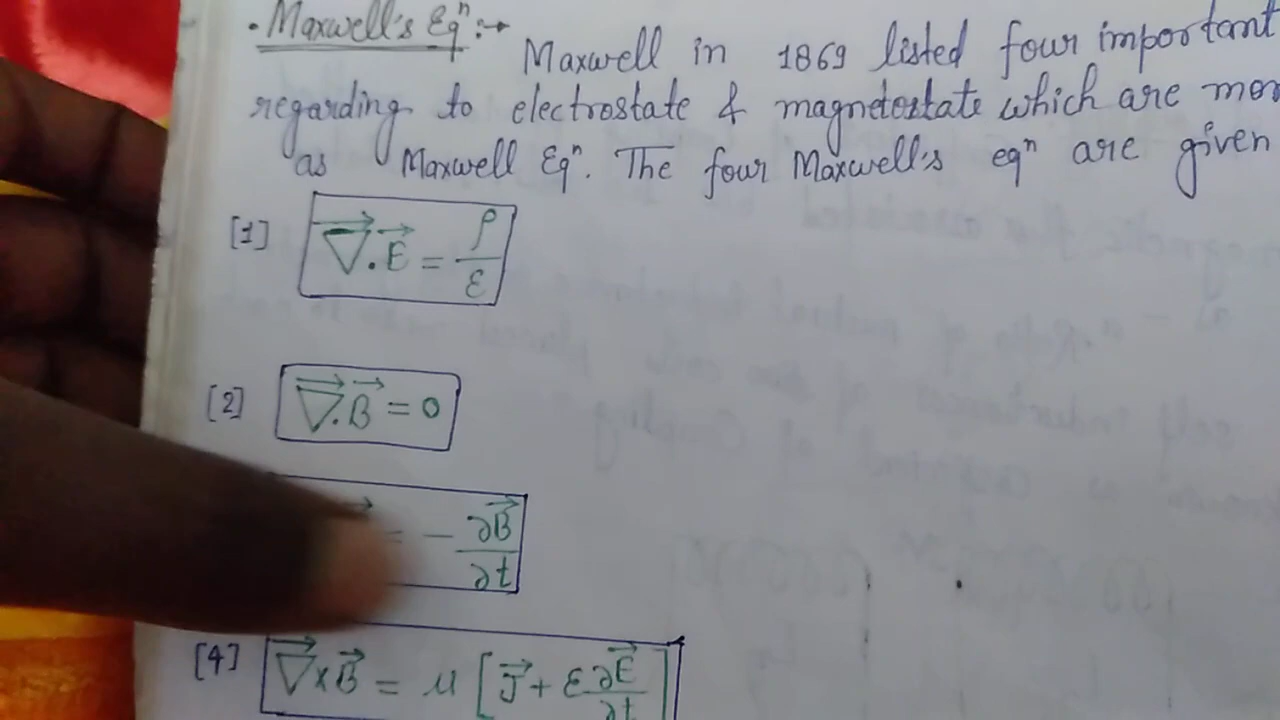 • Maxwell's Eqⁿ :→ Maxwell in 1869 listed four important
regarding to electrostate & magnetostate which are mor
as Maxwell Eqⁿ. The four Maxwell's eqⁿ are given
[1] ∇⃗.E⃗ = ρ/ε
[2] ∇⃗.B⃗ = 0
= - ∂B⃗/∂t
[4] ∇⃗×B⃗ = μ [J⃗ + ε ∂E⃗/∂t]